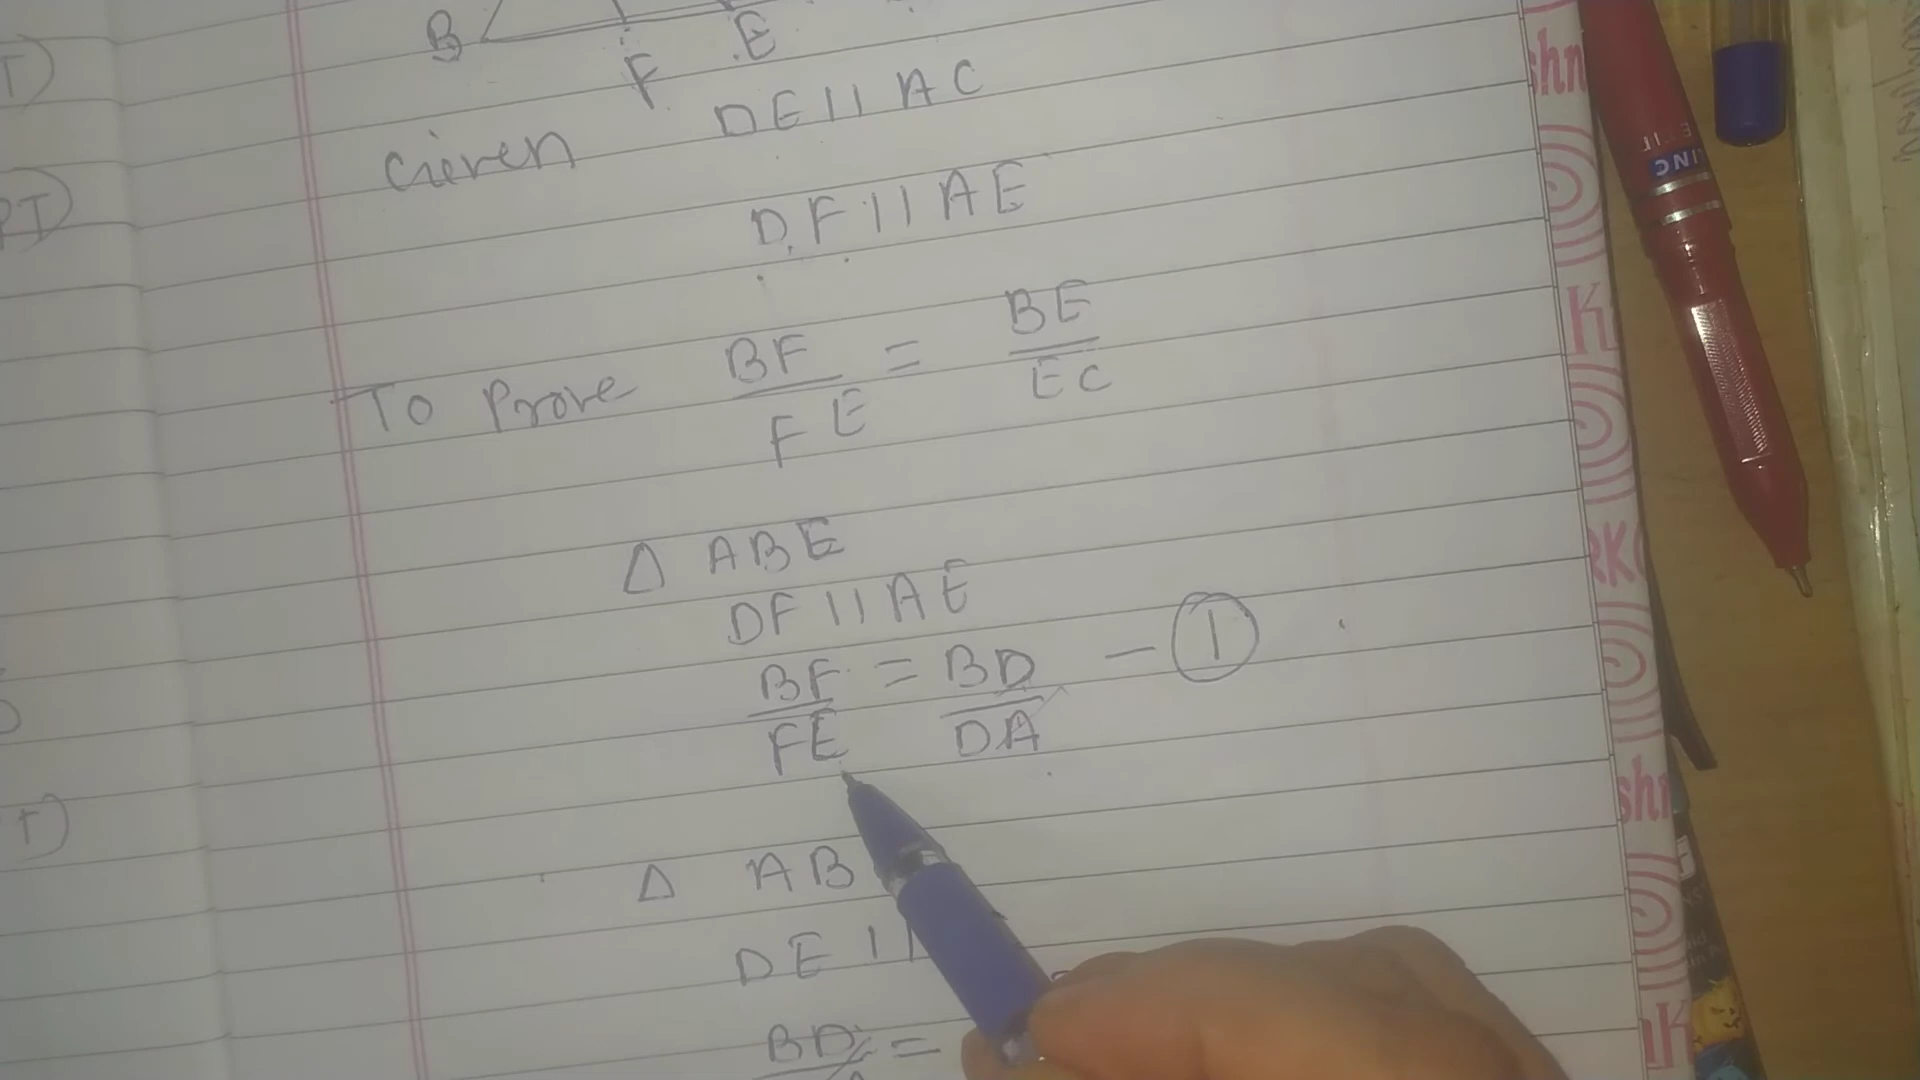 B
F E
Given DE || AC
DF || AE
To Prove BF / FE = BE / EC
△ ABE
DF || AE
BF / FE = BD / DA — ①
△ AB
DE ||
BD =